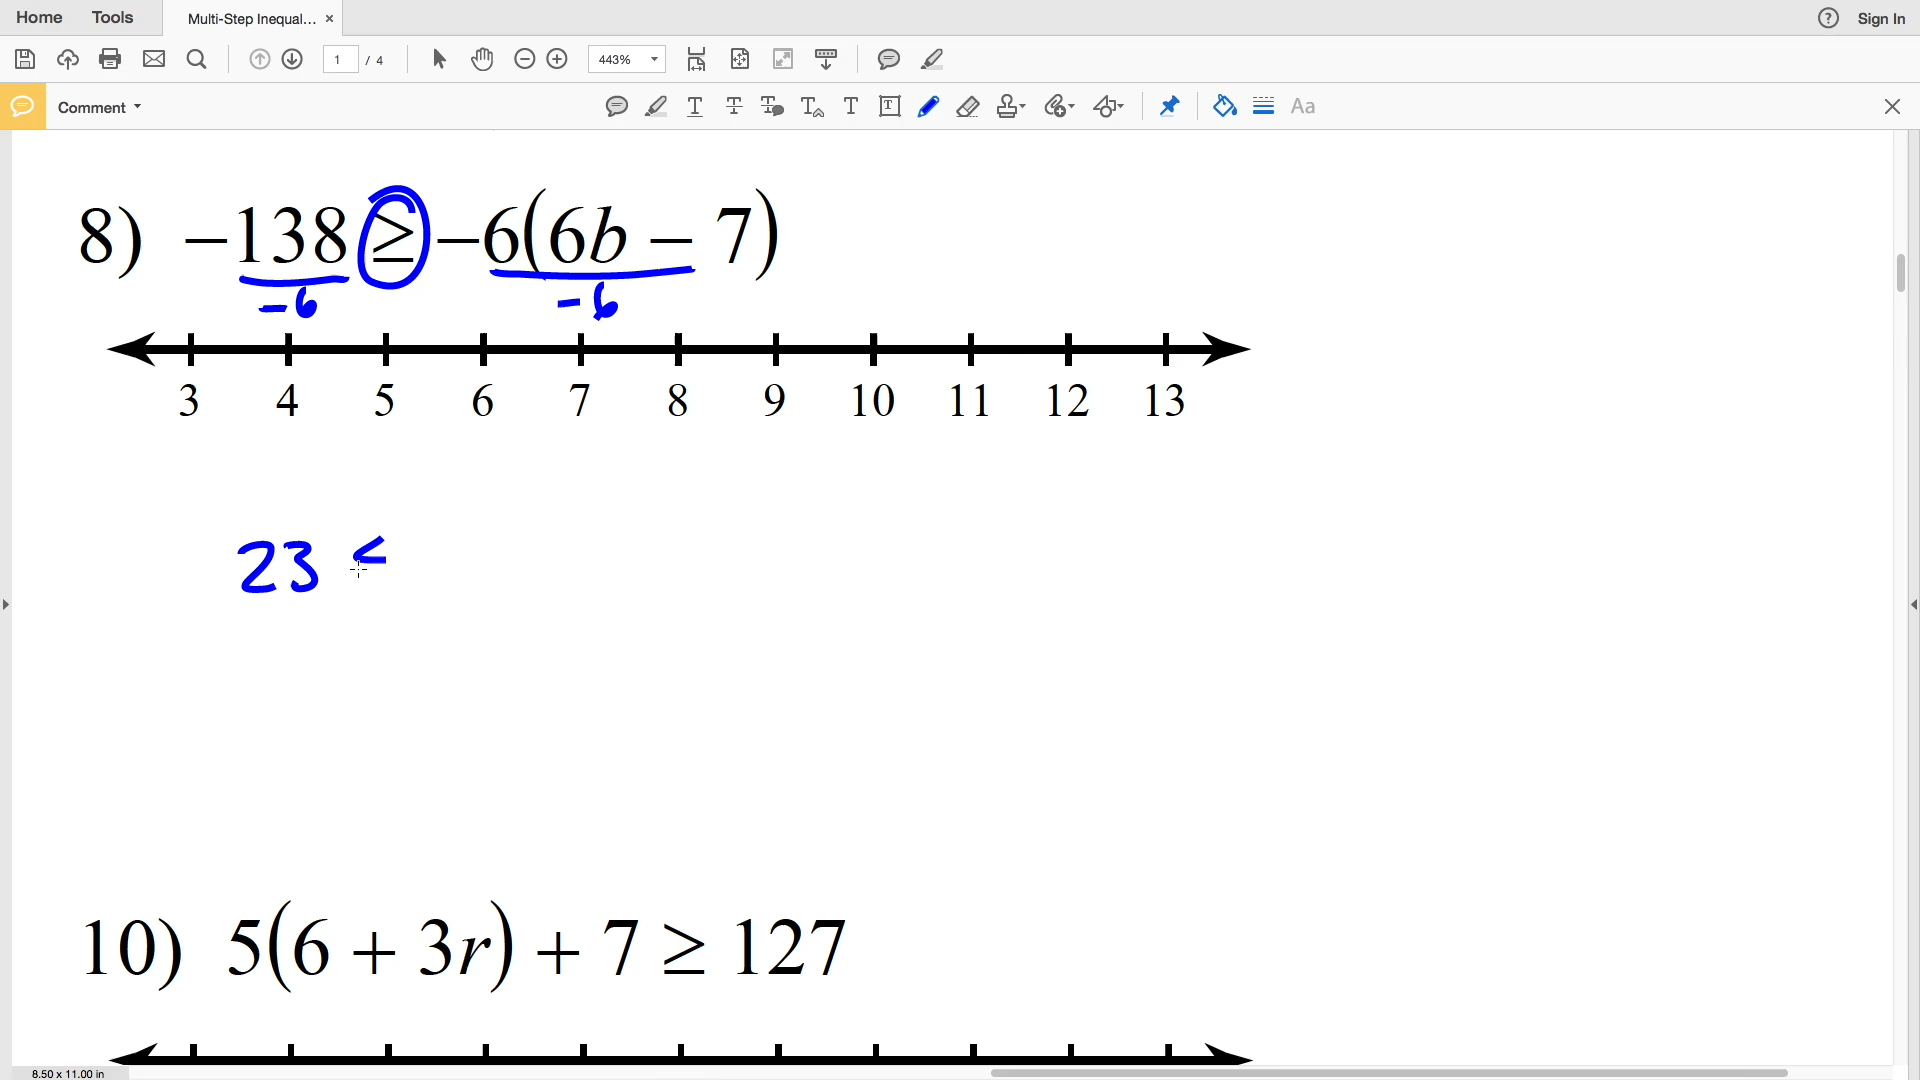 Home Tools Multi-Step Inequal... × ? Sign In
1 / 4 443%
Comment T T T T T T Aa
8) −138 ≥ −6(6b − 7)
−6 −6
3 4 5 6 7 8 9 10 11 12 13
23 <
10) 5(6 + 3r) + 7 ≥ 127
8.50 x 11.00 in